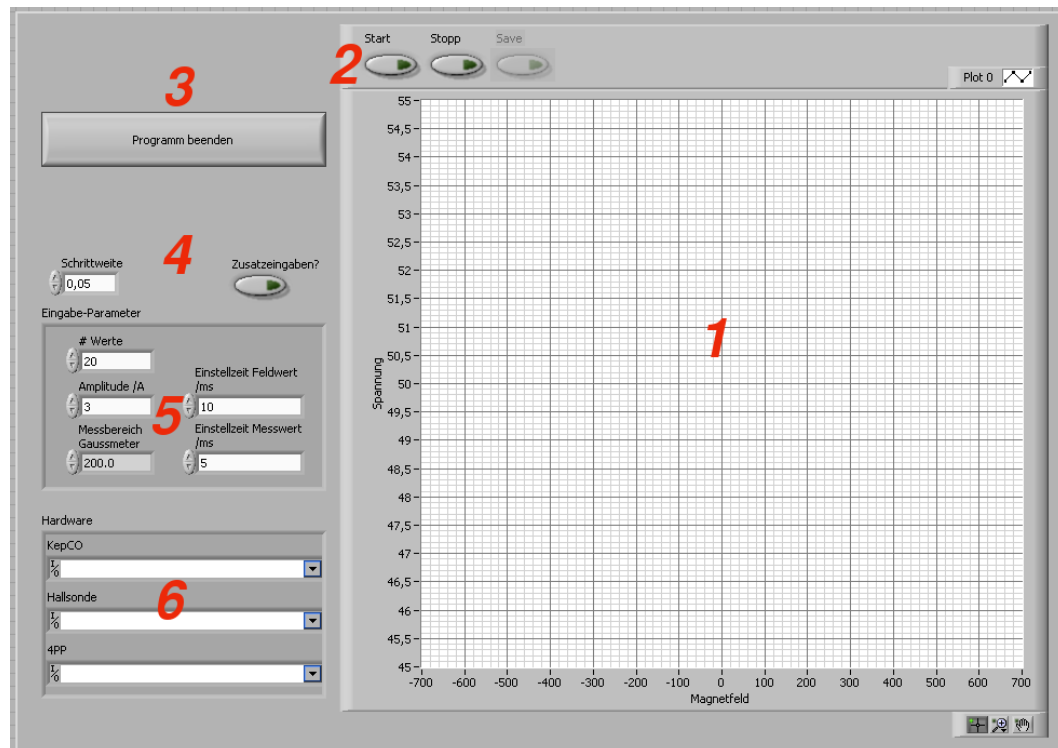 Start Stopp Save
2
Plot 0
3
Programm beenden
4
Schrittweite
0,05
Zusatzeingaben?
Eingabe-Parameter
# Werte
20
Amplitude /A
3
Messbereich
Gaussmeter
200.0
5
Einstellzeit Feldwert
/ms
10
Einstellzeit Messwert
/ms
5
Hardware
KepCO
I/O
Hallsonde
I/O
6
4PP
I/O
1
Spannung
55
54,5
54
53,5
53
52,5
52
51,5
51
50,5
50
49,5
49
48,5
48
47,5
47
46,5
46
45,5
45
-700 -600 -500 -400 -300 -200 -100 0 100 200 300 400 500 600 700
Magnetfeld